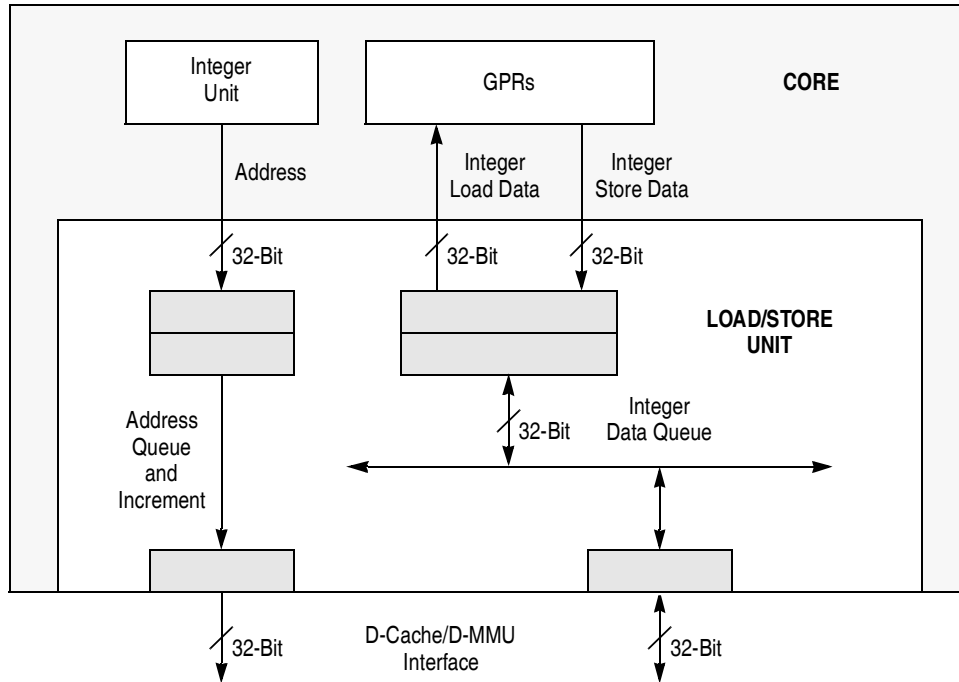 Integer
Unit
GPRs
CORE
Address
Integer
Load Data
Integer
Store Data
32-Bit
32-Bit
32-Bit
LOAD/STORE
UNIT
Address
Queue
and
Increment
32-Bit
Integer
Data Queue
32-Bit
D-Cache/D-MMU
Interface
32-Bit